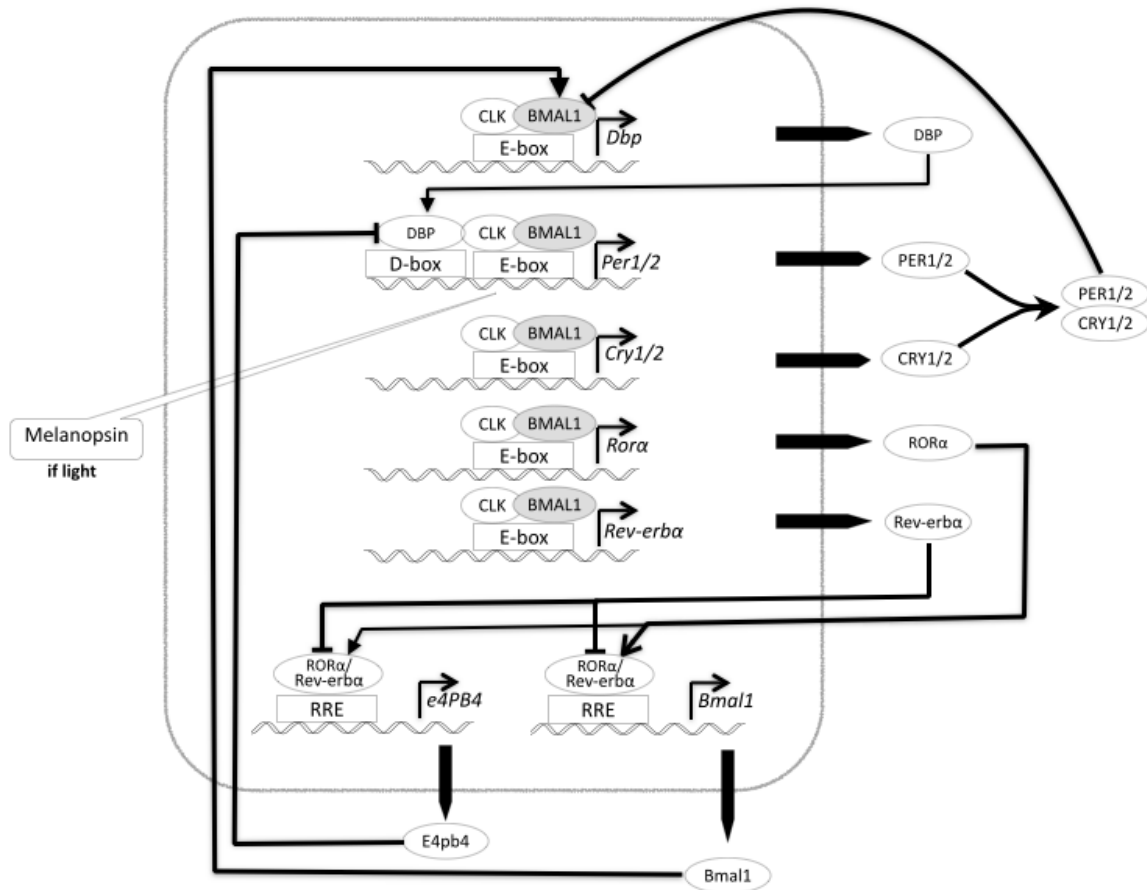 CLK
BMAL1
Dbp
E-box
DBP
DBP
CLK
BMAL1
Per1/2
D-box
E-box
PER1/2
PER1/2
CRY1/2
CLK
BMAL1
Cry1/2
E-box
CRY1/2
Melanopsin
if light
CLK
BMAL1
Rorα
E-box
RORα
CLK
BMAL1
Rev-erbα
E-box
Rev-erbα
RORα/
Rev-erbα
e4PB4
RRE
RORα/
Rev-erbα
Bmal1
RRE
E4pb4
Bmal1